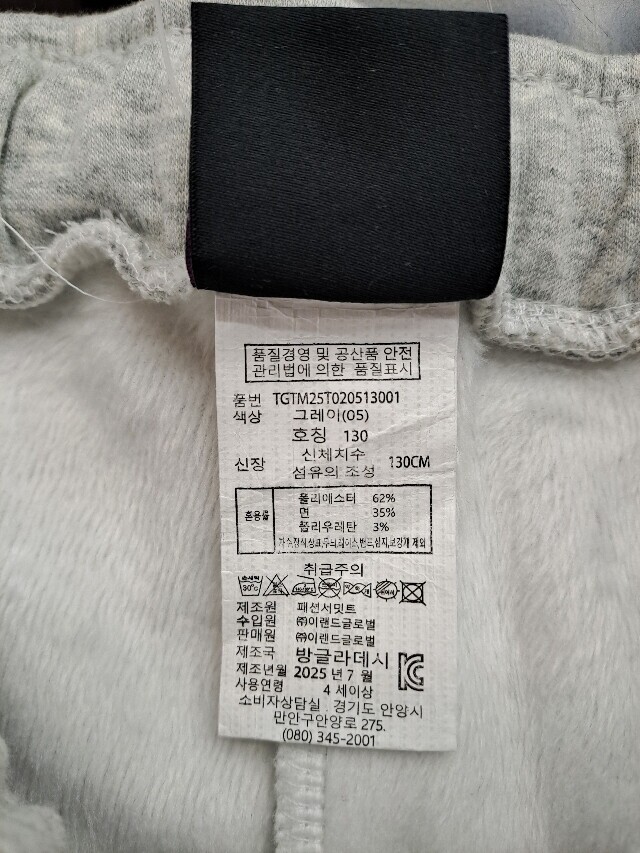 품질경영 및 공산품 안전
관리법에 의한 품질표시
품번 TGTM25T020513001
색상 그레이(05)
호칭 130
신체치수
신장 130CM
섬유의 조성
혼용률
폴리에스터 62%
면 35%
폴리우레탄 3%
제외
취급주의
손세탁
30°c
제조원 패션서밋트
수입원 ㈜이랜드글로벌
판매원 ㈜이랜드글로벌
제조국 방글라데시
제조년월 2025 년 7 월
사용연령 4 세이상
소비자상담실 . 경기도 안양시
만안구안양로 275.
(080) 345-2001